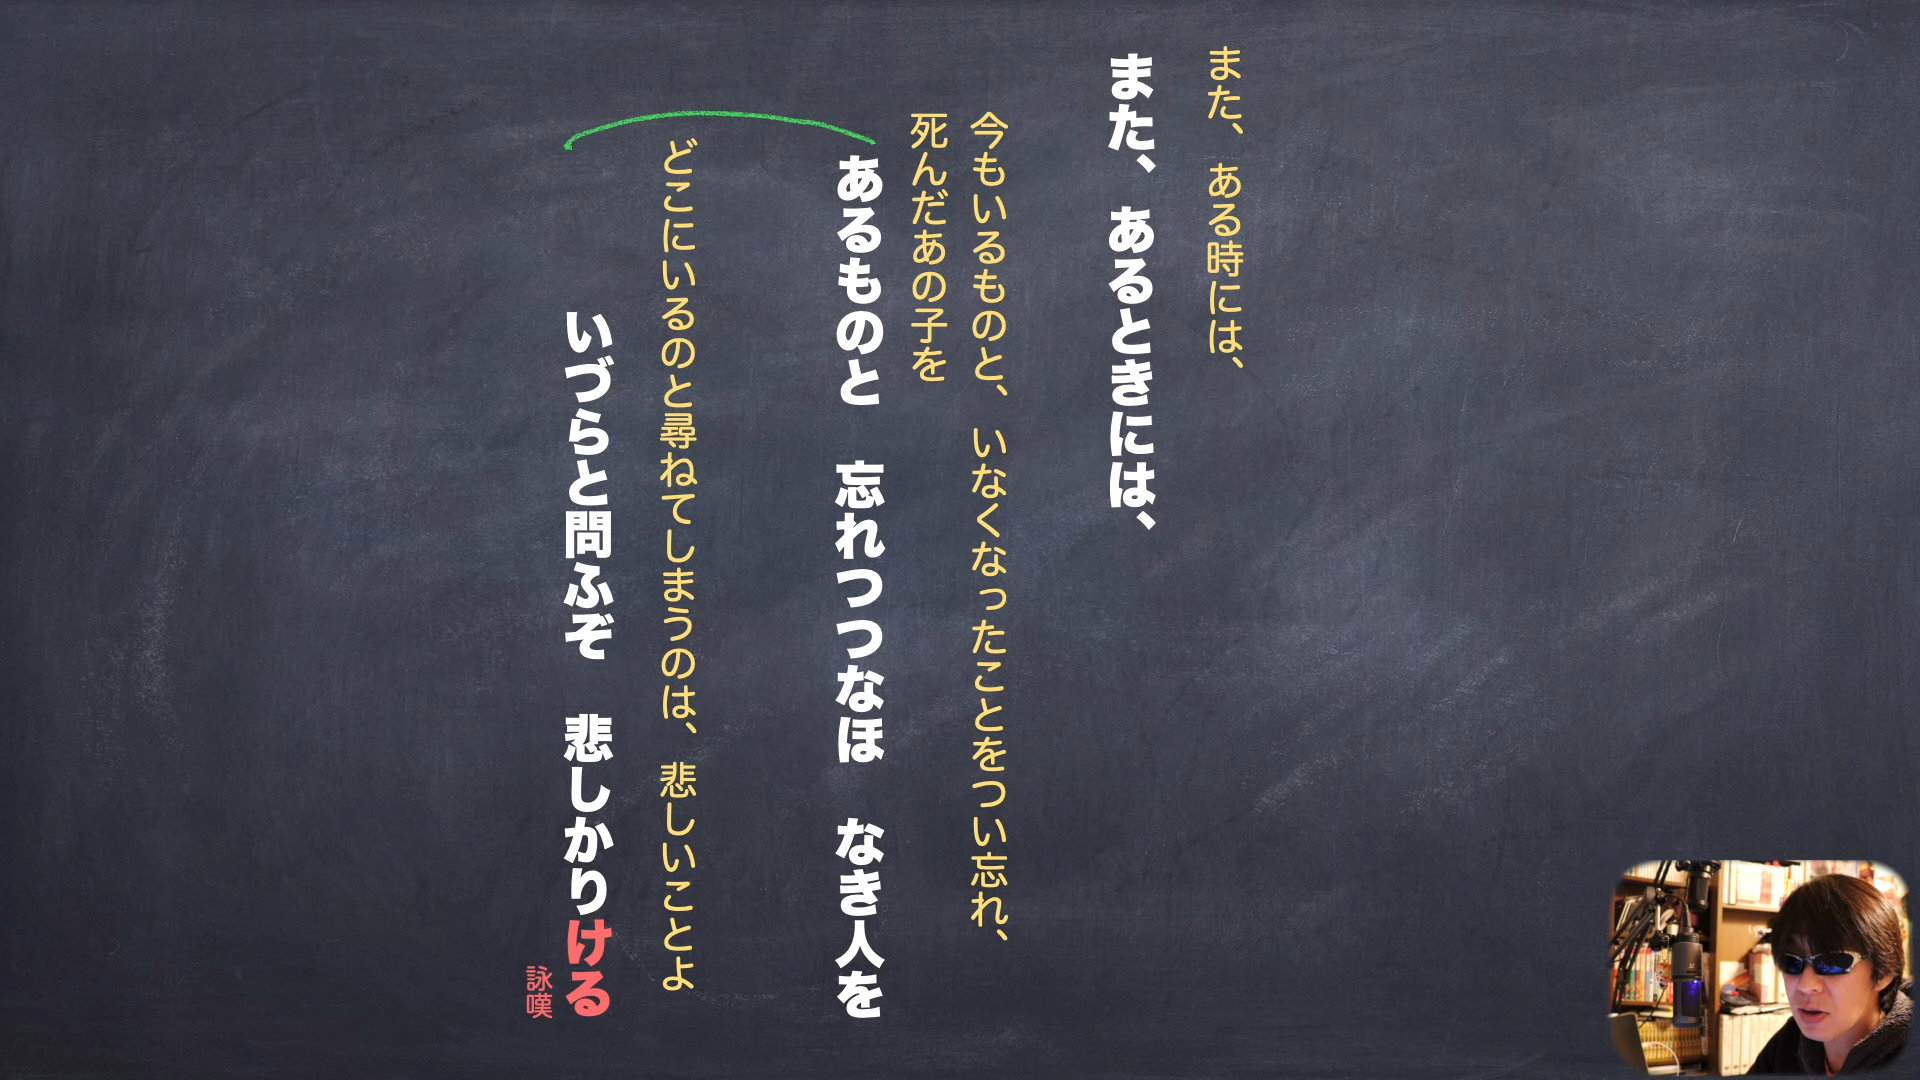 また、ある時には、
また、あるときには、
今もいるものと、いなくなったことをつい忘れ、
死んだあの子を
あるものと　忘れつつなほ　なき人を
どこにいるのと尋ねてしまうのは、悲しいことよ
いづらと問ふぞ　悲しかりける
詠嘆